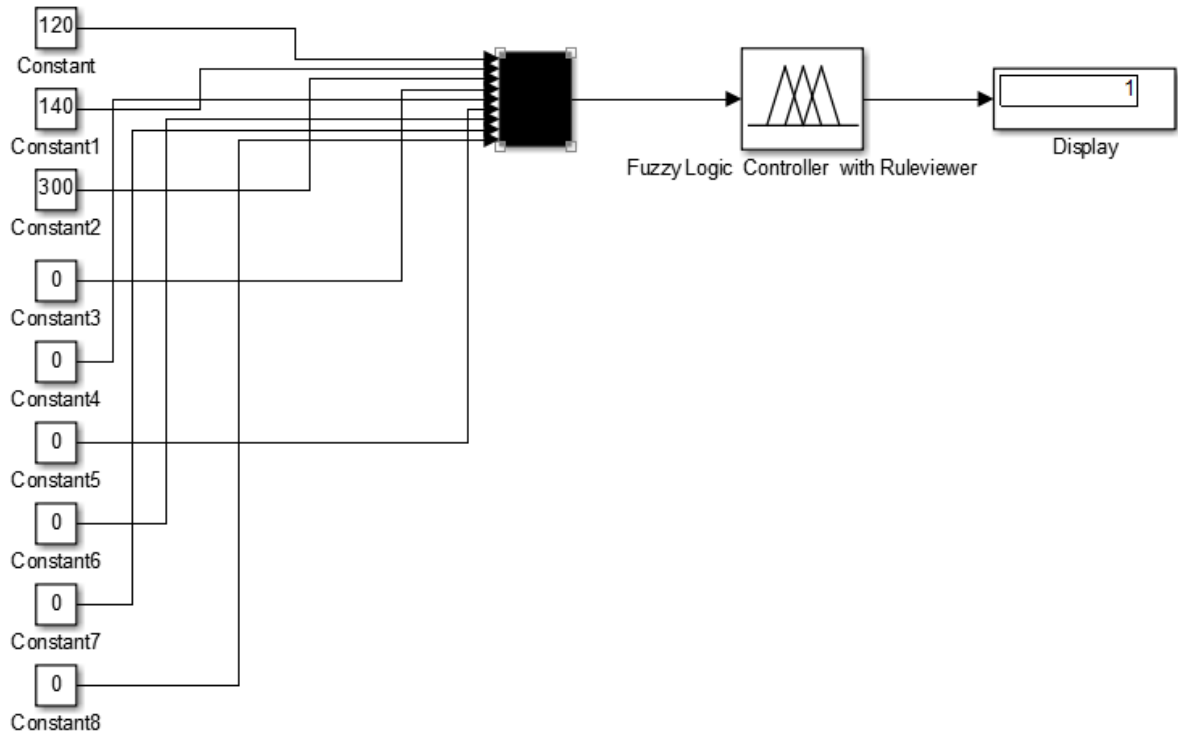 120
Constant
140
Constant1
300
Constant2
0
Constant3
0
Constant4
0
Constant5
0
Constant6
0
Constant7
0
Constant8
Fuzzy Logic Controller with Ruleviewer
1
Display